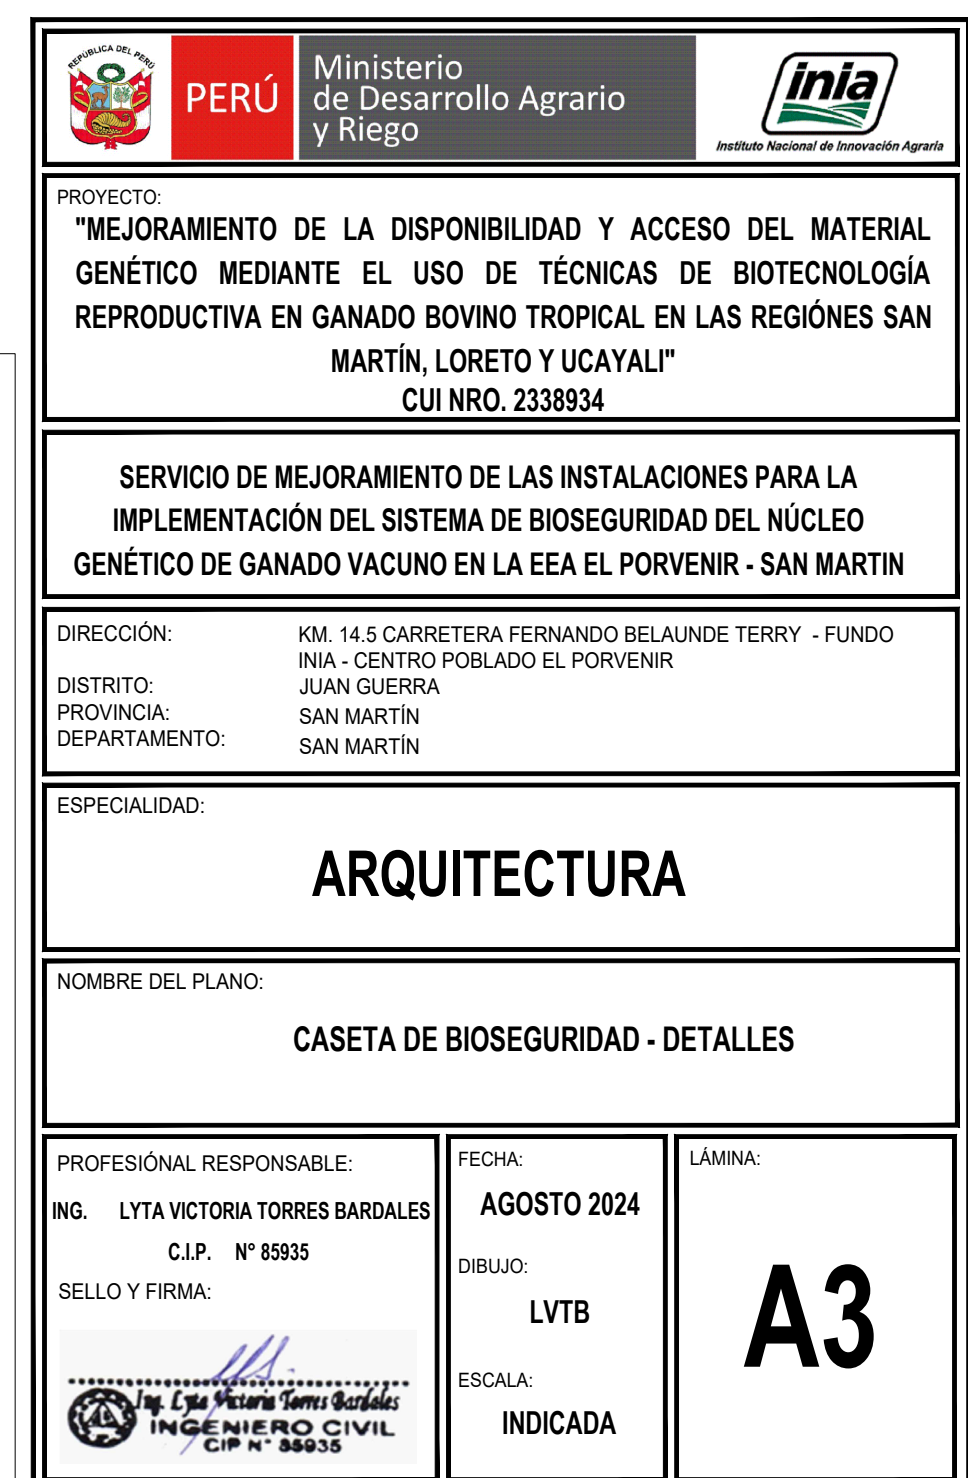 REPÚBLICA DEL PERÚ
PERÚ
Ministerio
de Desarrollo Agrario
y Riego
inia
Instituto Nacional de Innovación Agraria
PROYECTO:
"MEJORAMIENTO DE LA DISPONIBILIDAD Y ACCESO DEL MATERIAL
GENÉTICO MEDIANTE EL USO DE TÉCNICAS DE BIOTECNOLOGÍA
REPRODUCTIVA EN GANADO BOVINO TROPICAL EN LAS REGIÓNES SAN
MARTÍN, LORETO Y UCAYALI"
CUI NRO. 2338934
SERVICIO DE MEJORAMIENTO DE LAS INSTALACIONES PARA LA
IMPLEMENTACIÓN DEL SISTEMA DE BIOSEGURIDAD DEL NÚCLEO
GENÉTICO DE GANADO VACUNO EN LA EEA EL PORVENIR - SAN MARTIN
DIRECCIÓN: KM. 14.5 CARRETERA FERNANDO BELAUNDE TERRY - FUNDO
INIA - CENTRO POBLADO EL PORVENIR
DISTRITO: JUAN GUERRA
PROVINCIA: SAN MARTÍN
DEPARTAMENTO: SAN MARTÍN
ESPECIALIDAD:
ARQUITECTURA
NOMBRE DEL PLANO:
CASETA DE BIOSEGURIDAD - DETALLES
PROFESIÓNAL RESPONSABLE:
ING. LYTA VICTORIA TORRES BARDALES
C.I.P. N° 85935
SELLO Y FIRMA:
Ing. Lyta Victoria Torres Bardales
INGENIERO CIVIL
CIP N° 85935
FECHA:
AGOSTO 2024
DIBUJO:
LVTB
ESCALA:
INDICADA
LÁMINA:
A3